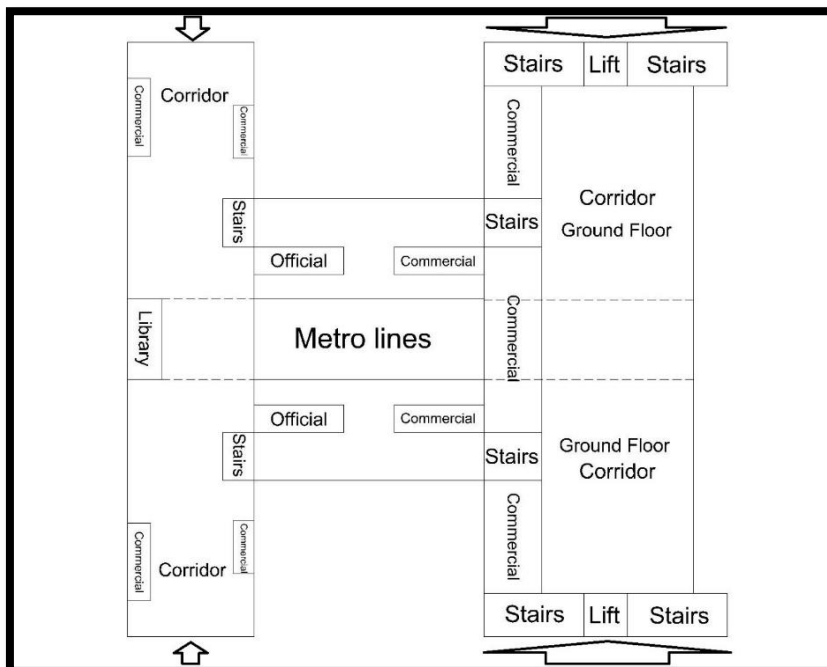 Stairs Lift Stairs
Commercial
Corridor
Commercial
Commercial
Corridor
Ground Floor
Stairs
Stairs
Official
Commercial
Library
Metro lines
Commercial
Official
Commercial
Stairs
Stairs
Ground Floor
Corridor
Commercial
Corridor
Commercial
Commercial
Stairs Lift Stairs